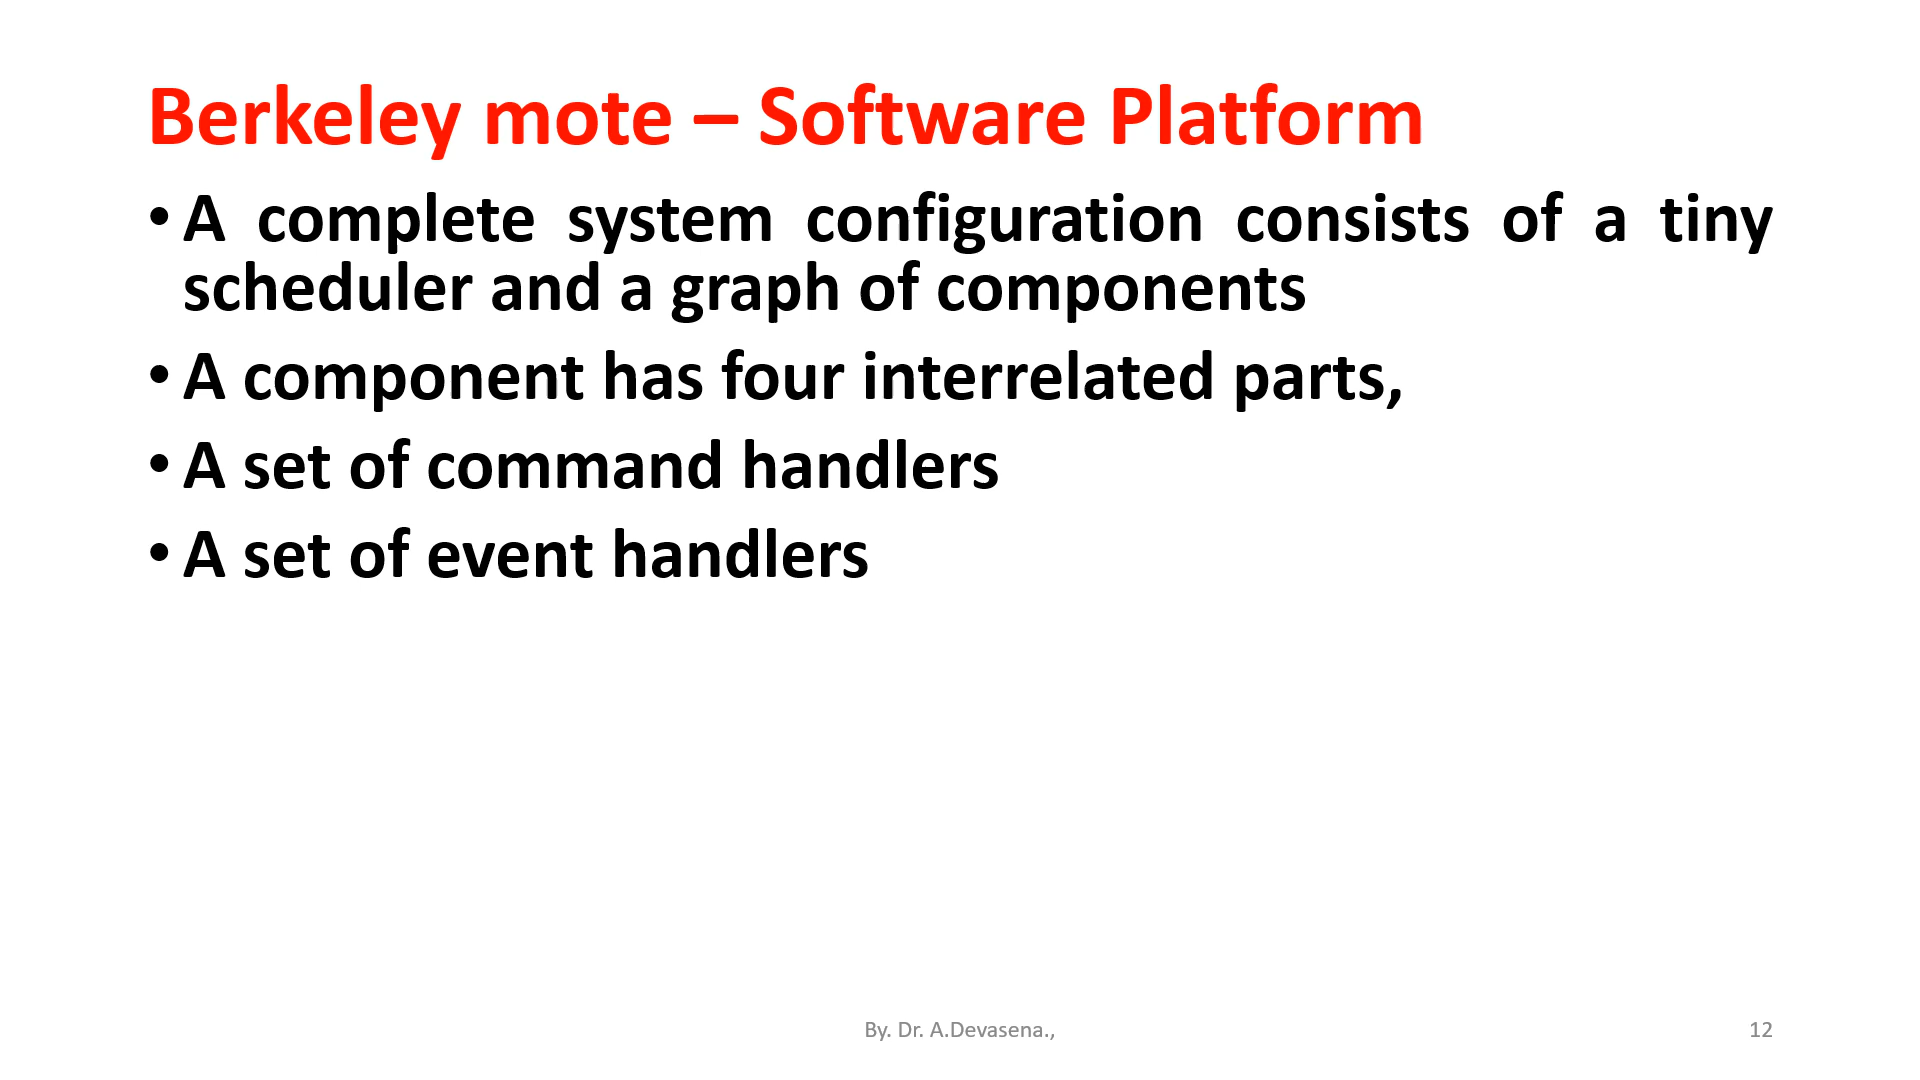 Berkeley mote – Software Platform
• A complete system configuration consists of a tiny
scheduler and a graph of components
• A component has four interrelated parts,
• A set of command handlers
• A set of event handlers
By. Dr. A.Devasena.,
12